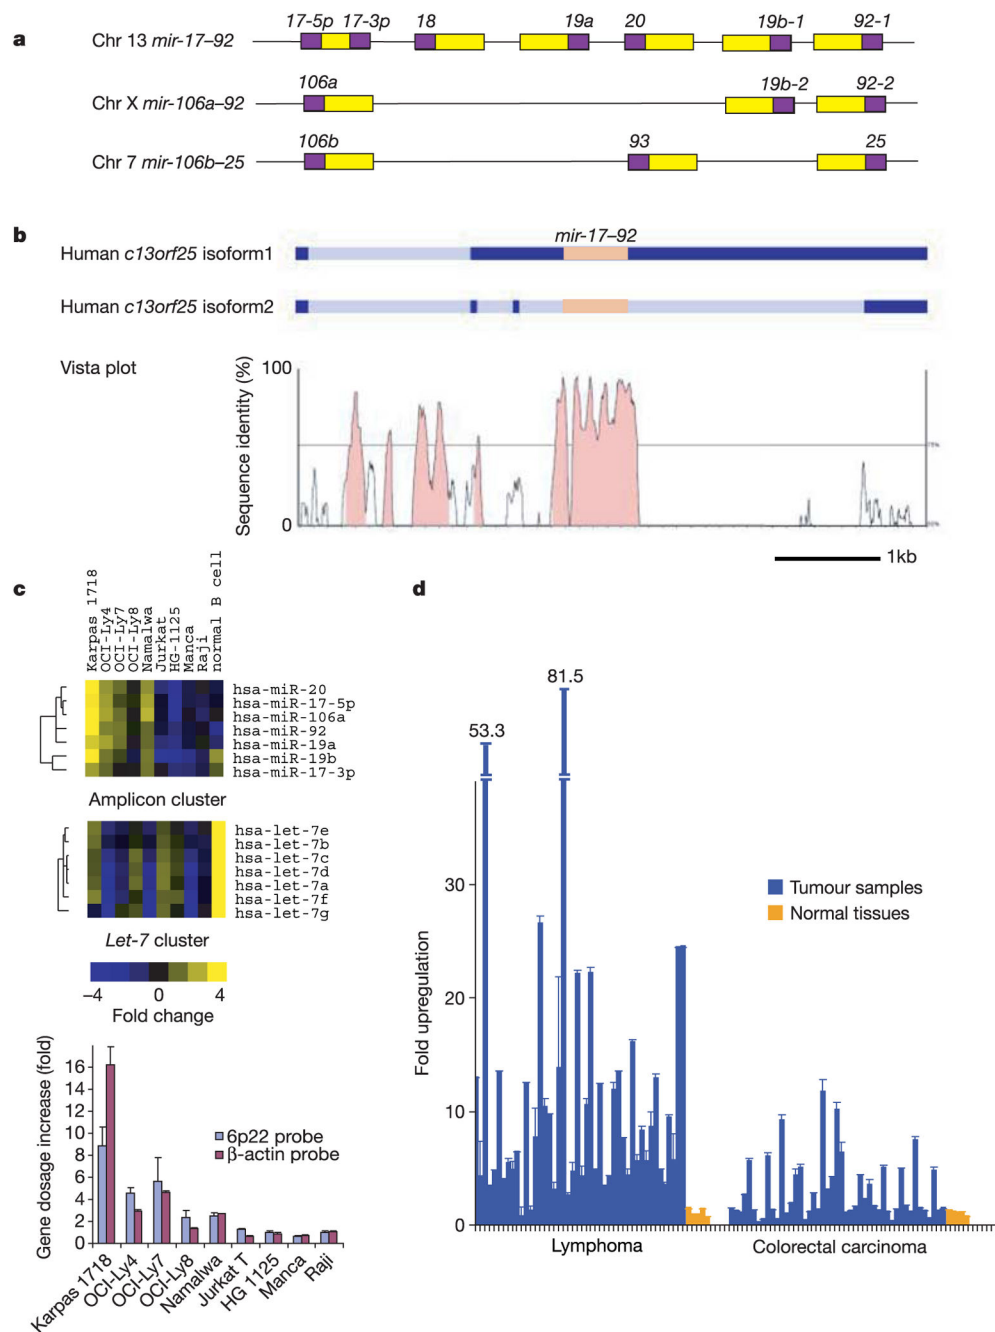 a
17-5p 17-3p 18 19a 20 19b-1 92-1
Chr 13 mir-17–92
106a 19b-2 92-2
Chr X mir-106a–92
106b 93 25
Chr 7 mir-106b–25
b
mir-17–92
Human c13orf25 isoform1
Human c13orf25 isoform2
Vista plot
Sequence identity (%)
100
0
1kb
c
Karpas 1718
OCI-Ly4
OCI-Ly7
OCI-Ly8
Namalwa
Jurkat
HG-1125
Manca
Raji
normal B cell
hsa-miR-20
hsa-miR-17-5p
hsa-miR-106a
hsa-miR-92
hsa-miR-19a
hsa-miR-19b
hsa-miR-17-3p
Amplicon cluster
hsa-let-7e
hsa-let-7b
hsa-let-7c
hsa-let-7d
hsa-let-7a
hsa-let-7f
hsa-let-7g
Let-7 cluster
–4 0 4
Fold change
Gene dosage increase (fold)
16
14
12
10
8
6
4
2
0
6p22 probe
β-actin probe
Karpas 1718
OCI-Ly4
OCI-Ly7
OCI-Ly8
Namalwa
Jurkat T
HG 1125
Manca
Raji
d
81.5
53.3
Fold upregulation
30
20
10
0
Tumour samples
Normal tissues
Lymphoma
Colorectal carcinoma